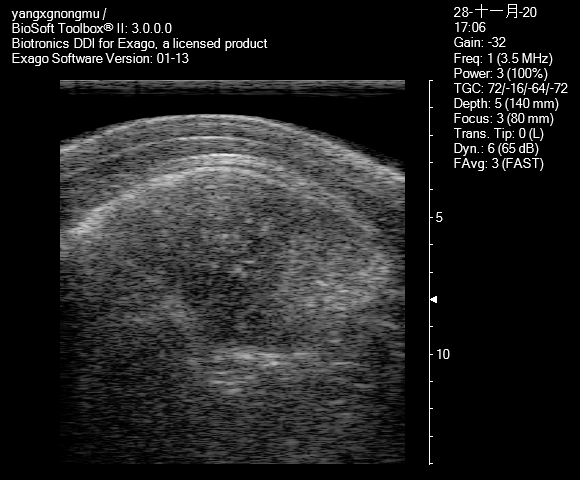 yangxgnongmu /
BioSoft Toolbox® II: 3.0.0.0
Biotronics DDI for Exago, a licensed product
Exago Software Version: 01-13
28-十一月-20
17:06
Gain: -32
Freq: 1 (3.5 MHz)
Power: 3 (100%)
TGC: 72/-16/-64/-72
Depth: 5 (140 mm)
Focus: 3 (80 mm)
Trans. Tip: 0 (L)
Dyn.: 6 (65 dB)
FAvg: 3 (FAST)
5
10